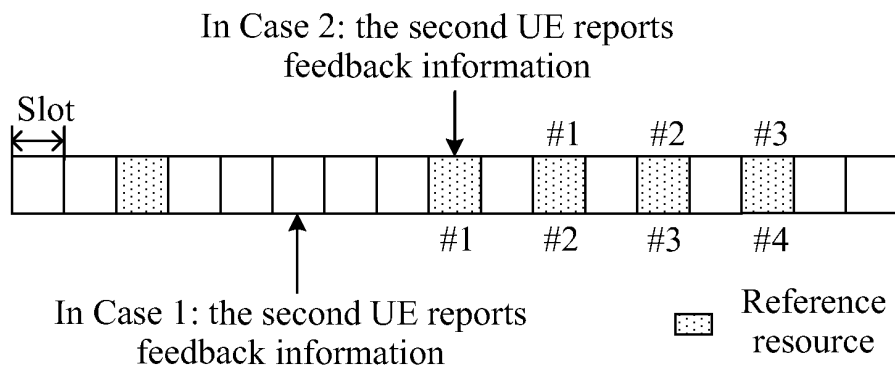 In Case 2: the second UE reports
feedback information
Slot
#1 #2 #3
#1 #2 #3 #4
In Case 1: the second UE reports
feedback information
Reference
resource